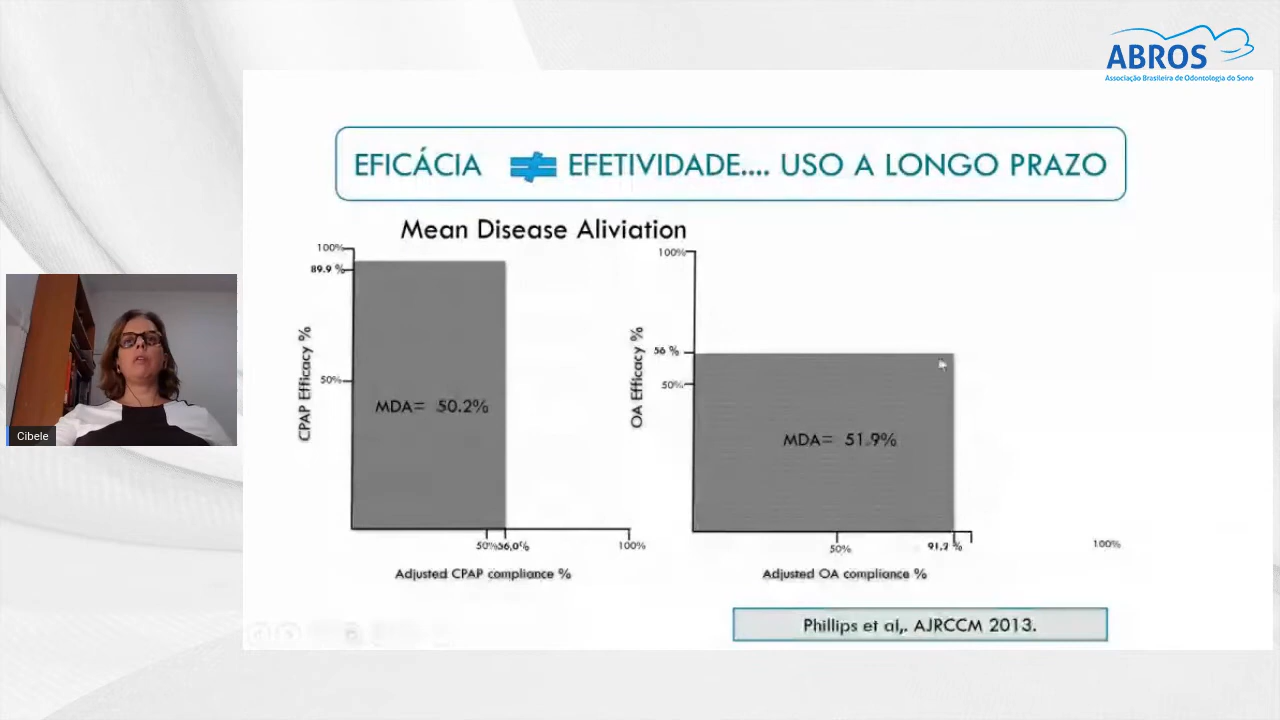 ABROS
Associação Brasileira de Odontologia do Sono
EFICÁCIA ≠ EFETIVIDADE.... USO A LONGO PRAZO
Mean Disease Aliviation
100%
89.9 %
50%
CPAP Efficacy %
MDA= 50.2%
50%
56,0%
100%
Adjusted CPAP compliance %
100%
56 %
50%
OA Efficacy %
MDA= 51.9%
50%
100%
Adjusted OA compliance %
Phillips et al,. AJRCCM 2013.
Cibele